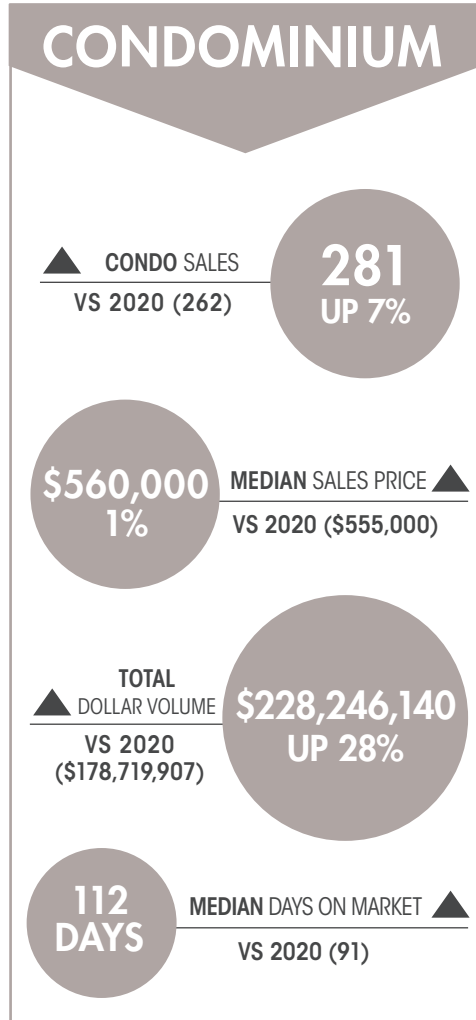 CONDOMINIUM
CONDO SALES
VS 2020 (262)
281
UP 7%
$560,000
1%
MEDIAN SALES PRICE
VS 2020 ($555,000)
TOTAL
DOLLAR VOLUME
VS 2020
($178,719,907)
$228,246,140
UP 28%
112
DAYS
MEDIAN DAYS ON MARKET
VS 2020 (91)